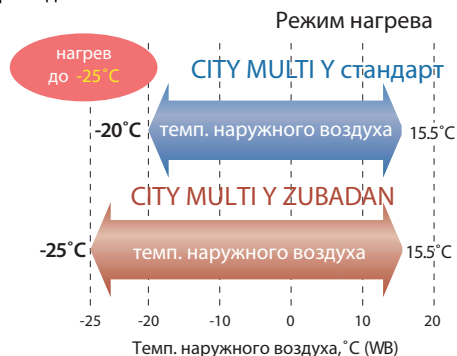 Режим нагрева
нагрев
до -25˚C
CITY MULTI Y стандарт
-20˚C темп. наружного воздуха 15.5˚C
CITY MULTI Y ZUBADAN
-25˚C темп. наружного воздуха 15.5˚C
-25 -20 -10 0 10 20
Темп. наружного воздуха,˚C (WB)